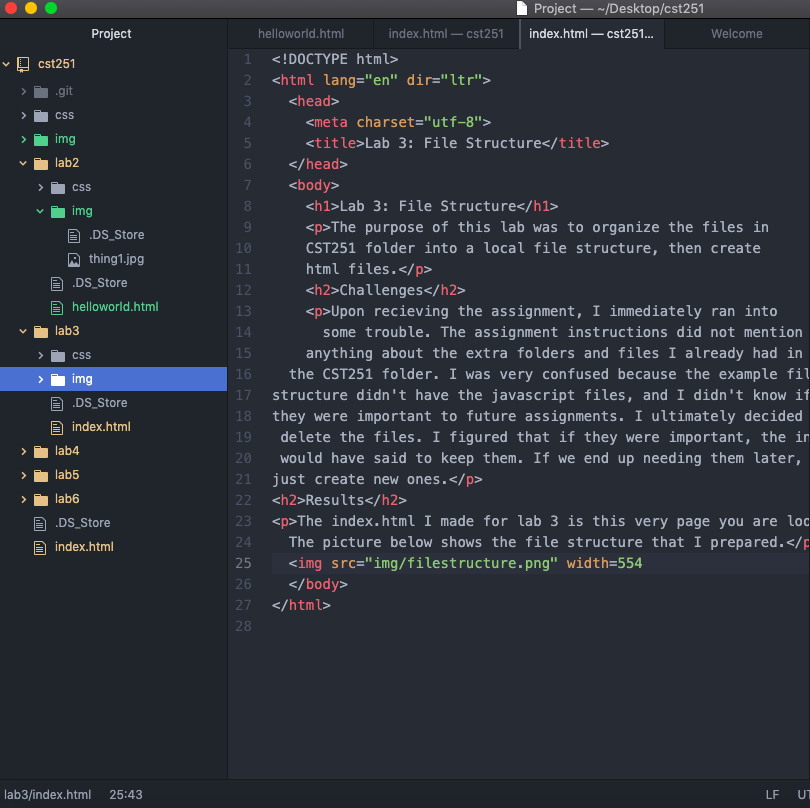 Project — ~/Desktop/cst251
Project
helloworld.html
index.html — cst251
index.html — cst251...
Welcome
cst251
.git
css
img
lab2
css
img
.DS_Store
thing1.jpg
.DS_Store
helloworld.html
lab3
css
img
.DS_Store
index.html
lab4
lab5
lab6
.DS_Store
index.html
1 <!DOCTYPE html>
2 <html lang="en" dir="ltr">
3 <head>
4 <meta charset="utf-8">
5 <title>Lab 3: File Structure</title>
6 </head>
7 <body>
8 <h1>Lab 3: File Structure</h1>
9 <p>The purpose of this lab was to organize the files in
10 CST251 folder into a local file structure, then create
11 html files.</p>
12 <h2>Challenges</h2>
13 <p>Upon recieving the assignment, I immediately ran into
14 some trouble. The assignment instructions did not mention
15 anything about the extra folders and files I already had in
16 the CST251 folder. I was very confused because the example fil
17 structure didn't have the javascript files, and I didn't know if
18 they were important to future assignments. I ultimately decided
19 delete the files. I figured that if they were important, the in
20 would have said to keep them. If we end up needing them later,
21 just create new ones.</p>
22 <h2>Results</h2>
23 <p>The index.html I made for lab 3 is this very page you are loo
24 The picture below shows the file structure that I prepared.</p
25 <img src="img/filestructure.png" width=554
26 </body>
27 </html>
28
lab3/index.html 25:43
LF UT